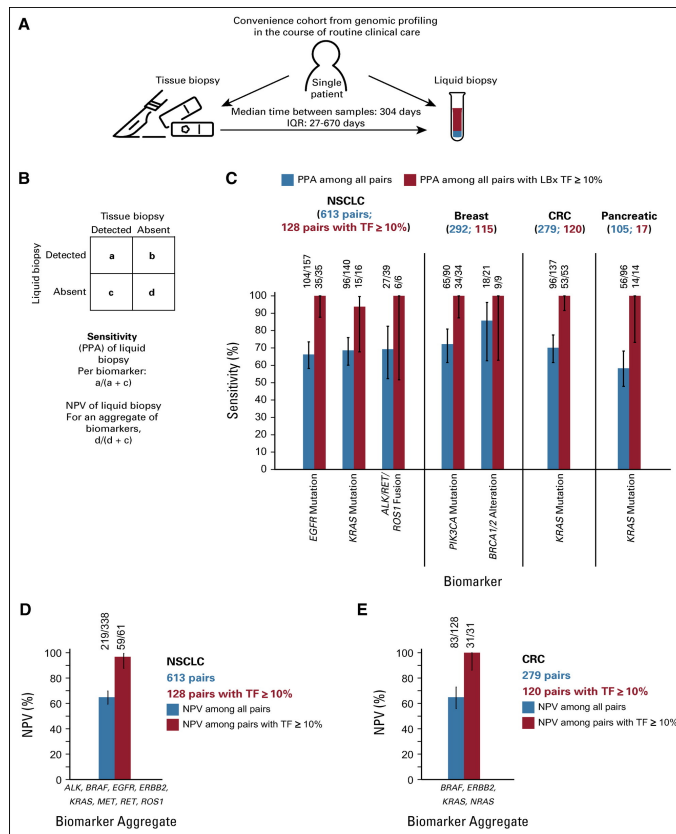 A
Convenience cohort from genomic profiling
in the course of routine clinical care
Tissue biopsy
Single
patient
Liquid biopsy
Median time between samples: 304 days
IQR: 27-670 days
B
Tissue biopsy
Detected Absent
Liquid biopsy
Detected a b
Absent c d
Sensitivity
(PPA) of liquid
biopsy
Per biomarker:
a/(a + c)
NPV of liquid biopsy
For an aggregate of
biomarkers,
d/(d + c)
C
PPA among all pairs
PPA among all pairs with LBx TF ≥ 10%
NSCLC
(613 pairs;
128 pairs with TF ≥ 10%)
Breast
(292; 115)
CRC
(279; 120)
Pancreatic
(105; 17)
104/157
35/35
96/140
15/16
27/39
6/6
65/90
34/34
18/21
9/9
96/137
53/53
56/96
14/14
Sensitivity (%)
100
90
80
70
60
50
40
30
20
10
0
EGFR Mutation
KRAS Mutation
ALK/RET/
ROS1 Fusion
PIK3CA Mutation
BRCA1/2 Alteration
KRAS Mutation
KRAS Mutation
Biomarker
D
219/338
59/61
NPV (%)
100
80
60
40
20
0
NSCLC
613 pairs
128 pairs with TF ≥ 10%
NPV among all pairs
NPV among pairs with TF ≥ 10%
ALK, BRAF, EGFR, ERBB2,
KRAS, MET, RET, ROS1
Biomarker Aggregate
E
83/128
31/31
NPV (%)
100
80
60
40
20
0
CRC
279 pairs
120 pairs with TF ≥ 10%
NPV among all pairs
NPV among pairs with TF ≥ 10%
BRAF, ERBB2,
KRAS, NRAS
Biomarker Aggregate